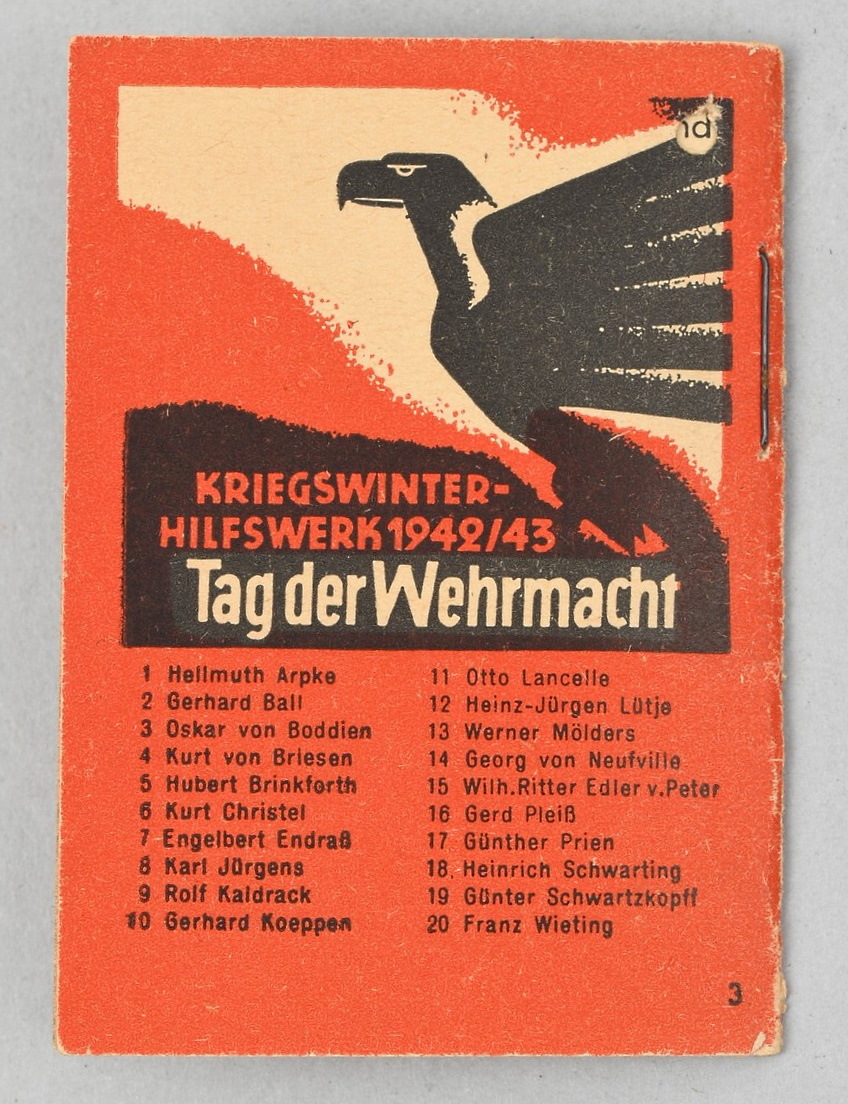 nd
KRIEGSWINTER-
HILFSWERK 1942/43
Tag der Wehrmacht
1 Hellmuth Arpke
2 Gerhard Ball
3 Oskar von Boddien
4 Kurt von Briesen
5 Hubert Brinkforth
6 Kurt Christel
7 Engelbert Endraß
8 Karl Jürgens
9 Rolf Kaldrack
10 Gerhard Koeppen
11 Otto Lancelle
12 Heinz-Jürgen Lütje
13 Werner Mölders
14 Georg von Neufville
15 Wilh.Ritter Edler v.Peter
16 Gerd Pleiß
17 Günther Prien
18. Heinrich Schwarting
19 Günter Schwartzkopff
20 Franz Wieting
3